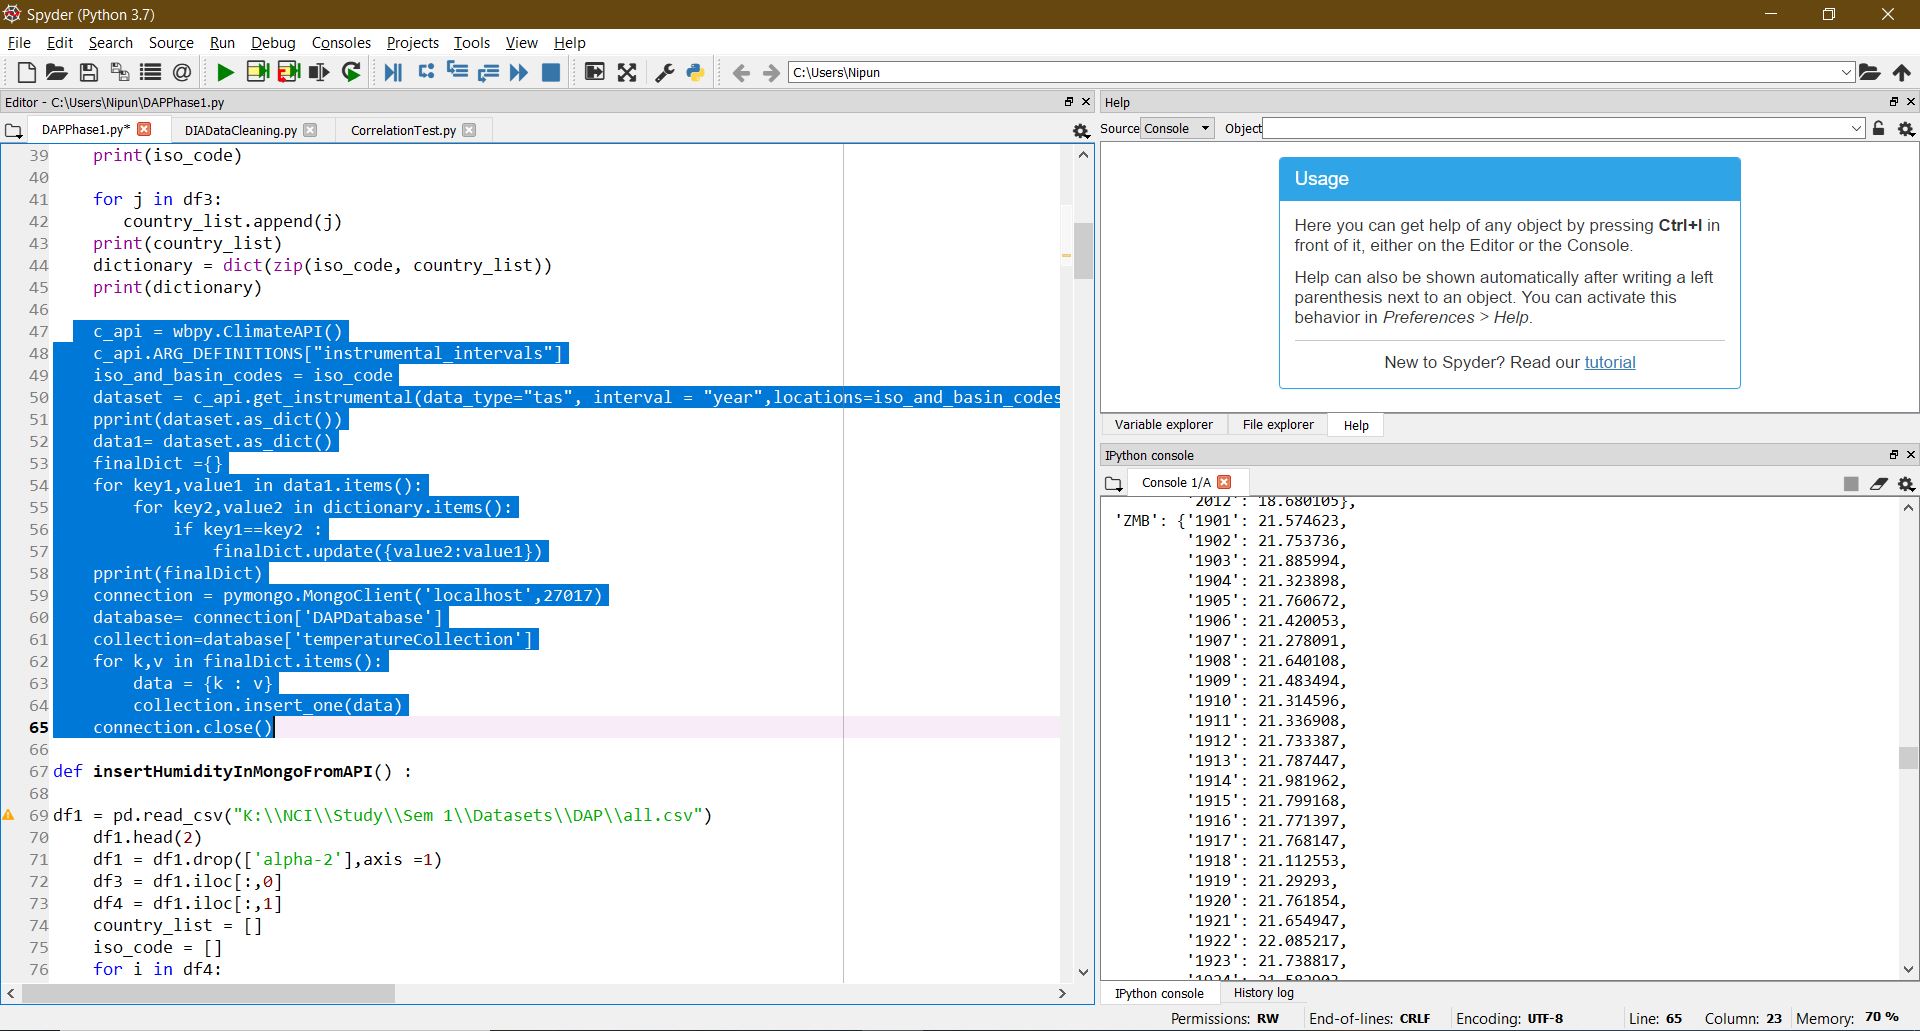 Spyder (Python 3.7)
File Edit Search Source Run Debug Consoles Projects Tools View Help
C:\Users\Nipun
Editor - C:\Users\Nipun\DAPPhase1.py
DAPPhase1.py* DIADataCleaning.py CorrelationTest.py
39 print(iso_code)
40
41 for j in df3:
42 country_list.append(j)
43 print(country_list)
44 dictionary = dict(zip(iso_code, country_list))
45 print(dictionary)
46
47 c_api = wbpy.ClimateAPI()
48 c_api.ARG_DEFINITIONS["instrumental_intervals"]
49 iso_and_basin_codes = iso_code
50 dataset = c_api.get_instrumental(data_type="tas", interval = "year",locations=iso_and_basin_codes
51 pprint(dataset.as_dict())
52 data1= dataset.as_dict()
53 finalDict ={}
54 for key1,value1 in data1.items():
55 for key2,value2 in dictionary.items():
56 if key1==key2 :
57 finalDict.update({value2:value1})
58 pprint(finalDict)
59 connection = pymongo.MongoClient('localhost',27017)
60 database= connection['DAPDatabase']
61 collection=database['temperatureCollection']
62 for k,v in finalDict.items():
63 data = {k : v}
64 collection.insert_one(data)
65 connection.close()
66
67 def insertHumidityInMongoFromAPI() :
68
69 df1 = pd.read_csv("K:\\NCI\\Study\\Sem 1\\Datasets\\DAP\\all.csv")
70 df1.head(2)
71 df1 = df1.drop(['alpha-2'],axis =1)
72 df3 = df1.iloc[:,0]
73 df4 = df1.iloc[:,1]
74 country_list = []
75 iso_code = []
76 for i in df4:
Help
Source Console Object
Usage
Here you can get help of any object by pressing Ctrl+I in
front of it, either on the Editor or the Console.
Help can also be shown automatically after writing a left
parenthesis next to an object. You can activate this
behavior in Preferences > Help.
New to Spyder? Read our tutorial
Variable explorer File explorer Help
IPython console
Console 1/A
'2012': 18.680105},
'ZMB': {'1901': 21.574623,
'1902': 21.753736,
'1903': 21.885994,
'1904': 21.323898,
'1905': 21.760672,
'1906': 21.420053,
'1907': 21.278091,
'1908': 21.640108,
'1909': 21.483494,
'1910': 21.314596,
'1911': 21.336908,
'1912': 21.733387,
'1913': 21.787447,
'1914': 21.981962,
'1915': 21.799168,
'1916': 21.771397,
'1917': 21.768147,
'1918': 21.112553,
'1919': 21.29293,
'1920': 21.761854,
'1921': 21.654947,
'1922': 22.085217,
'1923': 21.738817,
IPython console History log
Permissions: RW End-of-lines: CRLF Encoding: UTF-8 Line: 65 Column: 23 Memory: 70 %